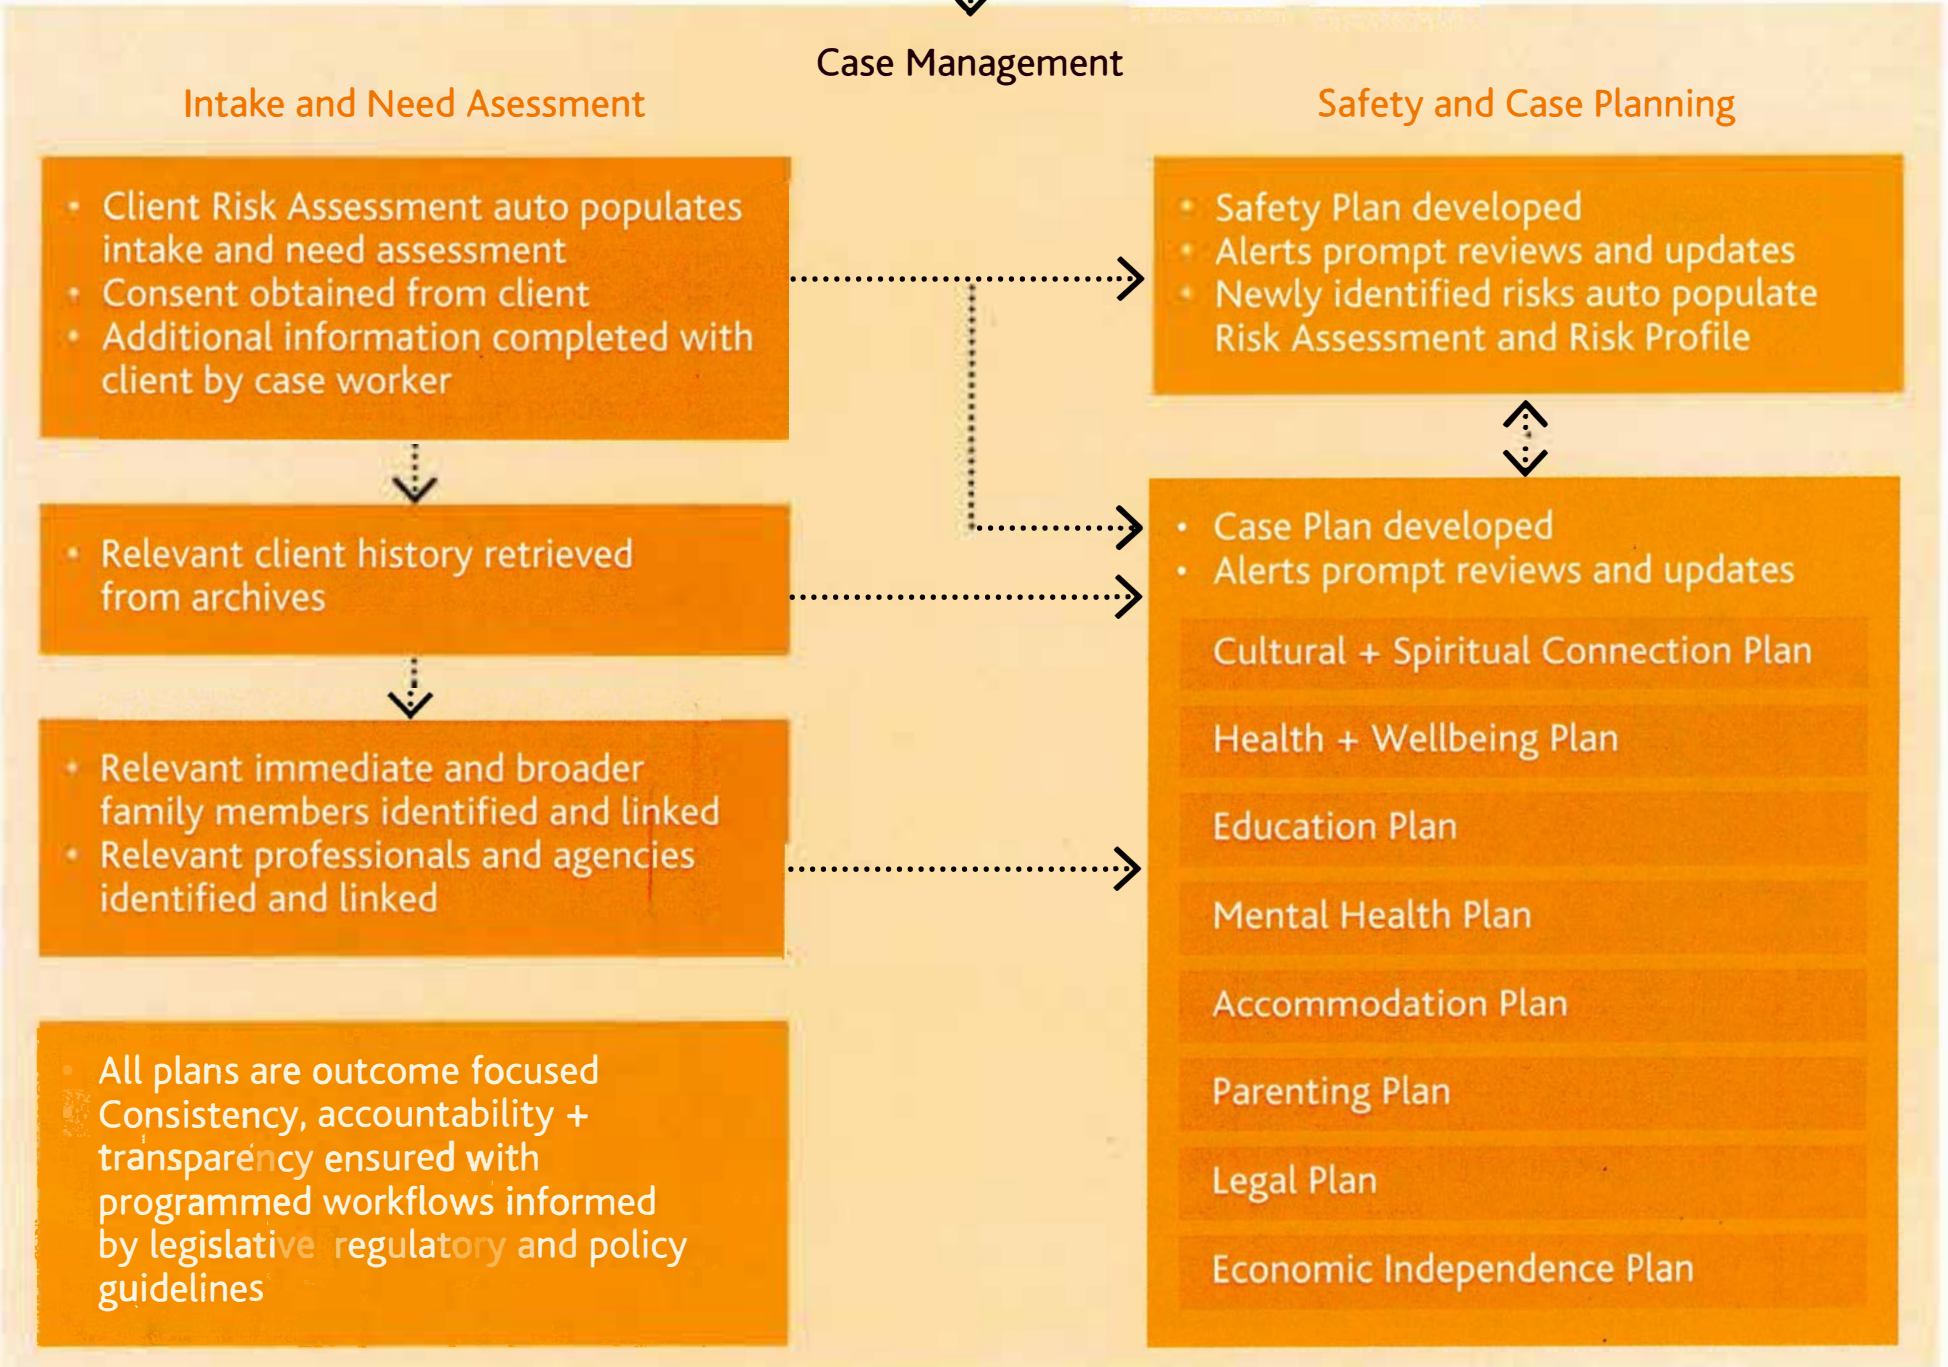 Case Management
Intake and Need Asessment
• Client Risk Assessment auto populates
intake and need assessment
• Consent obtained from client
• Additional information completed with
client by case worker
• Relevant client history retrieved
from archives
• Relevant immediate and broader
family members identified and linked
• Relevant professionals and agencies
identified and linked
• All plans are outcome focused
Consistency, accountability +
transparency ensured with
programmed workflows informed
by legislative regulatory and policy
guidelines
Safety and Case Planning
• Safety Plan developed
• Alerts prompt reviews and updates
• Newly identified risks auto populate
Risk Assessment and Risk Profile
• Case Plan developed
• Alerts prompt reviews and updates
Cultural + Spiritual Connection Plan
Health + Wellbeing Plan
Education Plan
Mental Health Plan
Accommodation Plan
Parenting Plan
Legal Plan
Economic Independence Plan